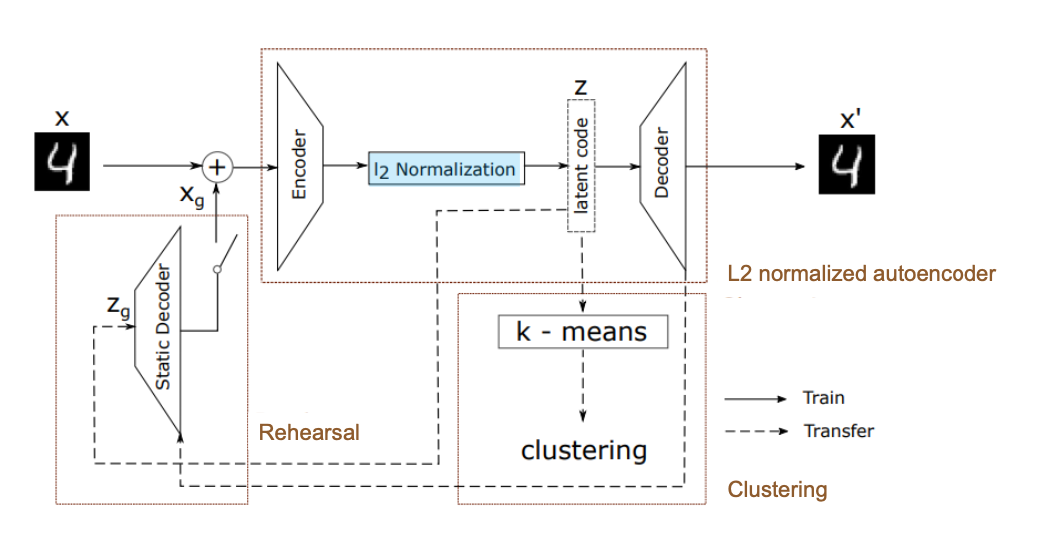 x
4
+
x_g
Encoder
l₂ Normalization
z
latent code
Decoder
x'
4
L2 normalized autoencoder
z_g
Static Decoder
Rehearsal
k - means
clustering
Clustering
Train
Transfer